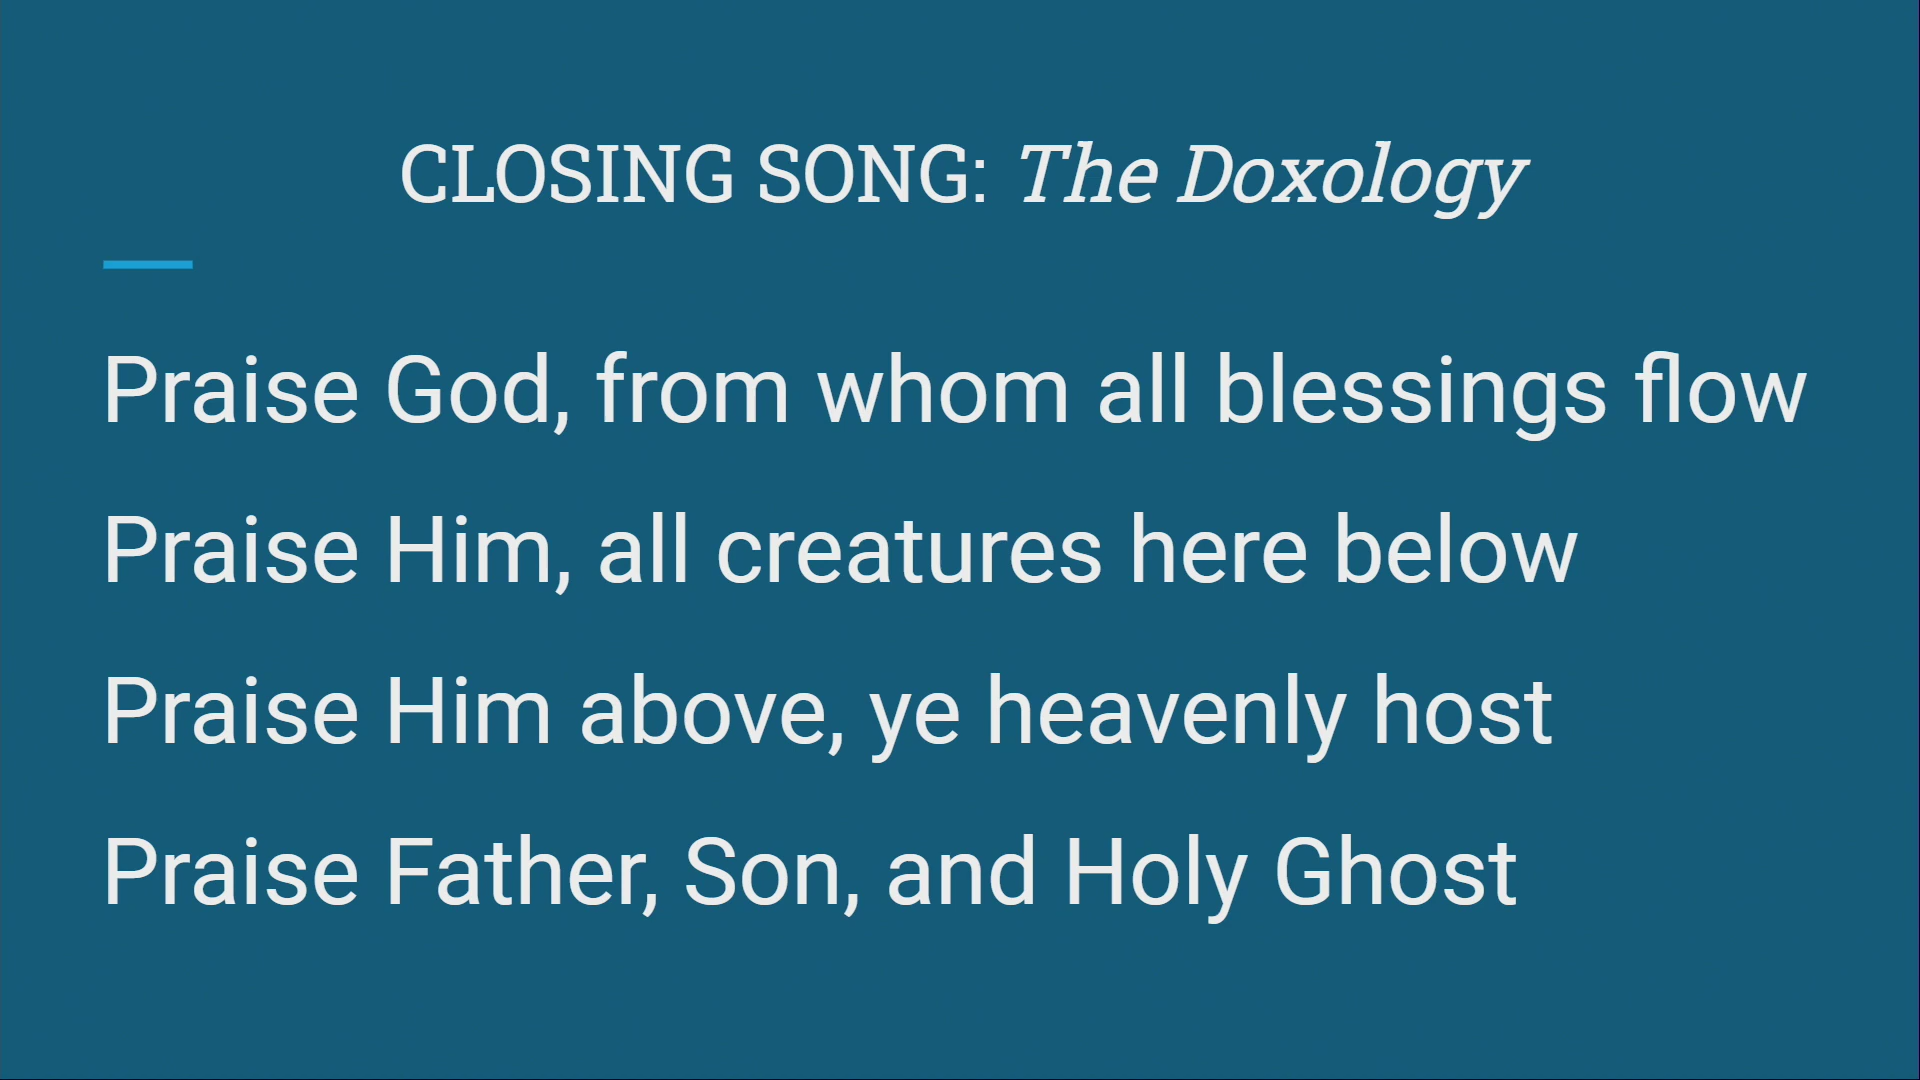 CLOSING SONG: The Doxology
Praise God, from whom all blessings flow
Praise Him, all creatures here below
Praise Him above, ye heavenly host
Praise Father, Son, and Holy Ghost